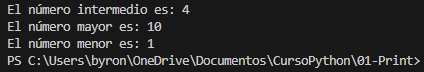 El número intermedio es: 4
El número mayor es: 10
El número menor es: 1
PS C:\Users\byron\OneDrive\Documentos\CursoPython\01-Print>